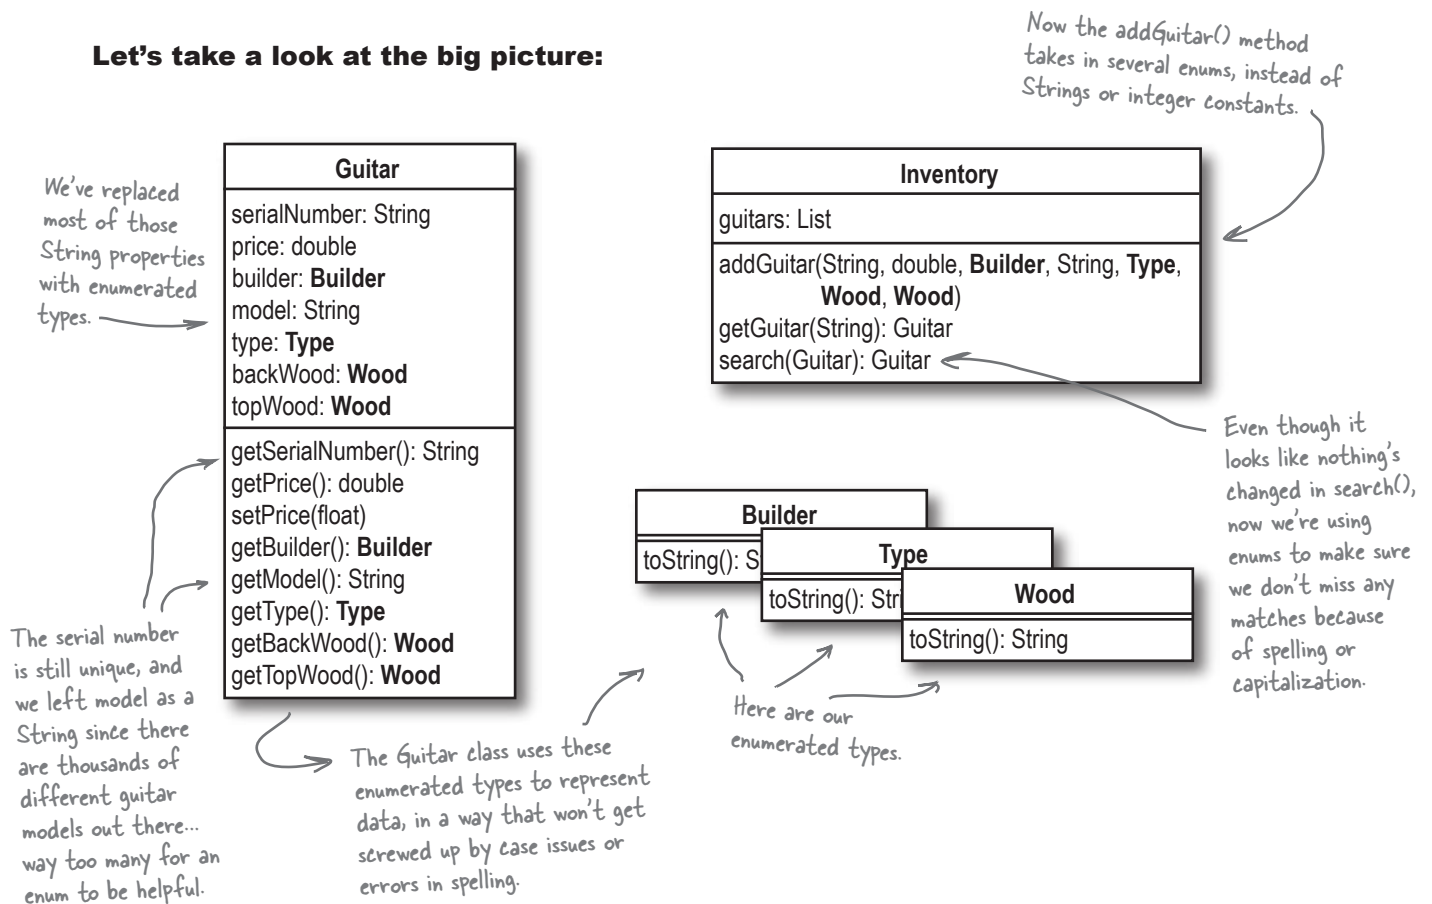 Let's take a look at the big picture:
Now the addGuitar() method
takes in several enums, instead of
Strings or integer constants.
We've replaced
most of those
String properties
with enumerated
types.
Guitar
serialNumber: String
price: double
builder: Builder
model: String
type: Type
backWood: Wood
topWood: Wood
getSerialNumber(): String
getPrice(): double
setPrice(float)
getBuilder(): Builder
getModel(): String
getType(): Type
getBackWood(): Wood
getTopWood(): Wood
Inventory
guitars: List
addGuitar(String, double, Builder, String, Type,
Wood, Wood)
getGuitar(String): Guitar
search(Guitar): Guitar
Even though it
looks like nothing's
changed in search(),
now we're using
enums to make sure
we don't miss any
matches because
of spelling or
capitalization.
Builder
toString(): S
Type
toString(): Stri
Wood
toString(): String
Here are our
enumerated types.
The serial number
is still unique, and
we left model as a
String since there
are thousands of
different guitar
models out there...
way too many for an
enum to be helpful.
The Guitar class uses these
enumerated types to represent
data, in a way that won't get
screwed up by case issues or
errors in spelling.